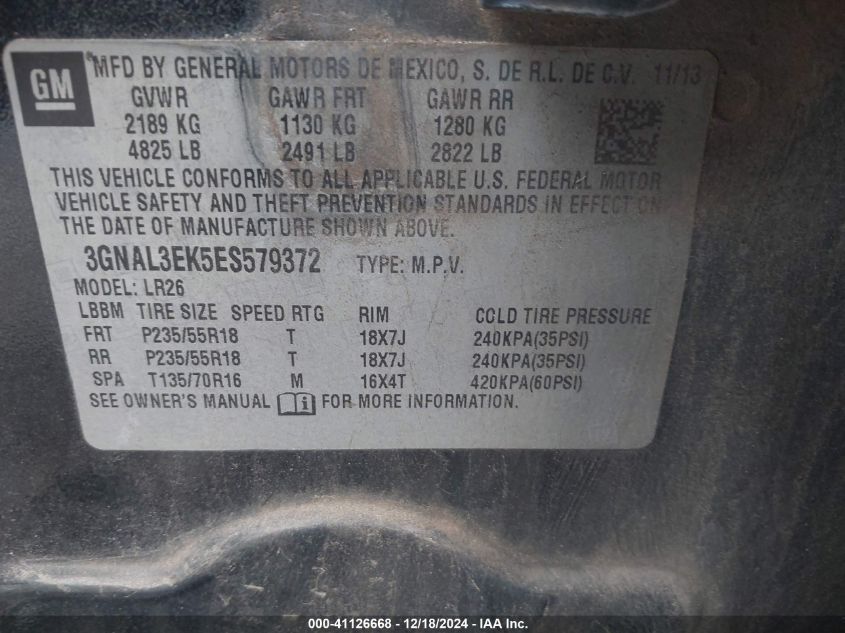 GM
MFD BY GENERAL MOTORS DE MEXICO, S. DE R.L. DE C.V. 11/13
GVWR GAWR FRT GAWR RR
2189 KG 1130 KG 1280 KG
4825 LB 2491 LB 2822 LB
THIS VEHICLE CONFORMS TO ALL APPLICABLE U.S. FEDERAL MOTOR
VEHICLE SAFETY AND THEFT PREVENTION STANDARDS IN EFFECT ON
THE DATE OF MANUFACTURE SHOWN ABOVE.
3GNAL3EK5ES579372 TYPE: M.P.V.
MODEL: LR26
LBBM TIRE SIZE SPEED RTG RIM COLD TIRE PRESSURE
FRT P235/55R18 T 18X7J 240KPA(35PSI)
RR P235/55R18 T 18X7J 240KPA(35PSI)
SPA T135/70R16 M 16X4T 420KPA(60PSI)
SEE OWNER'S MANUAL i FOR MORE INFORMATION.
000-41126668 - 12/18/2024 - IAAI, Inc.